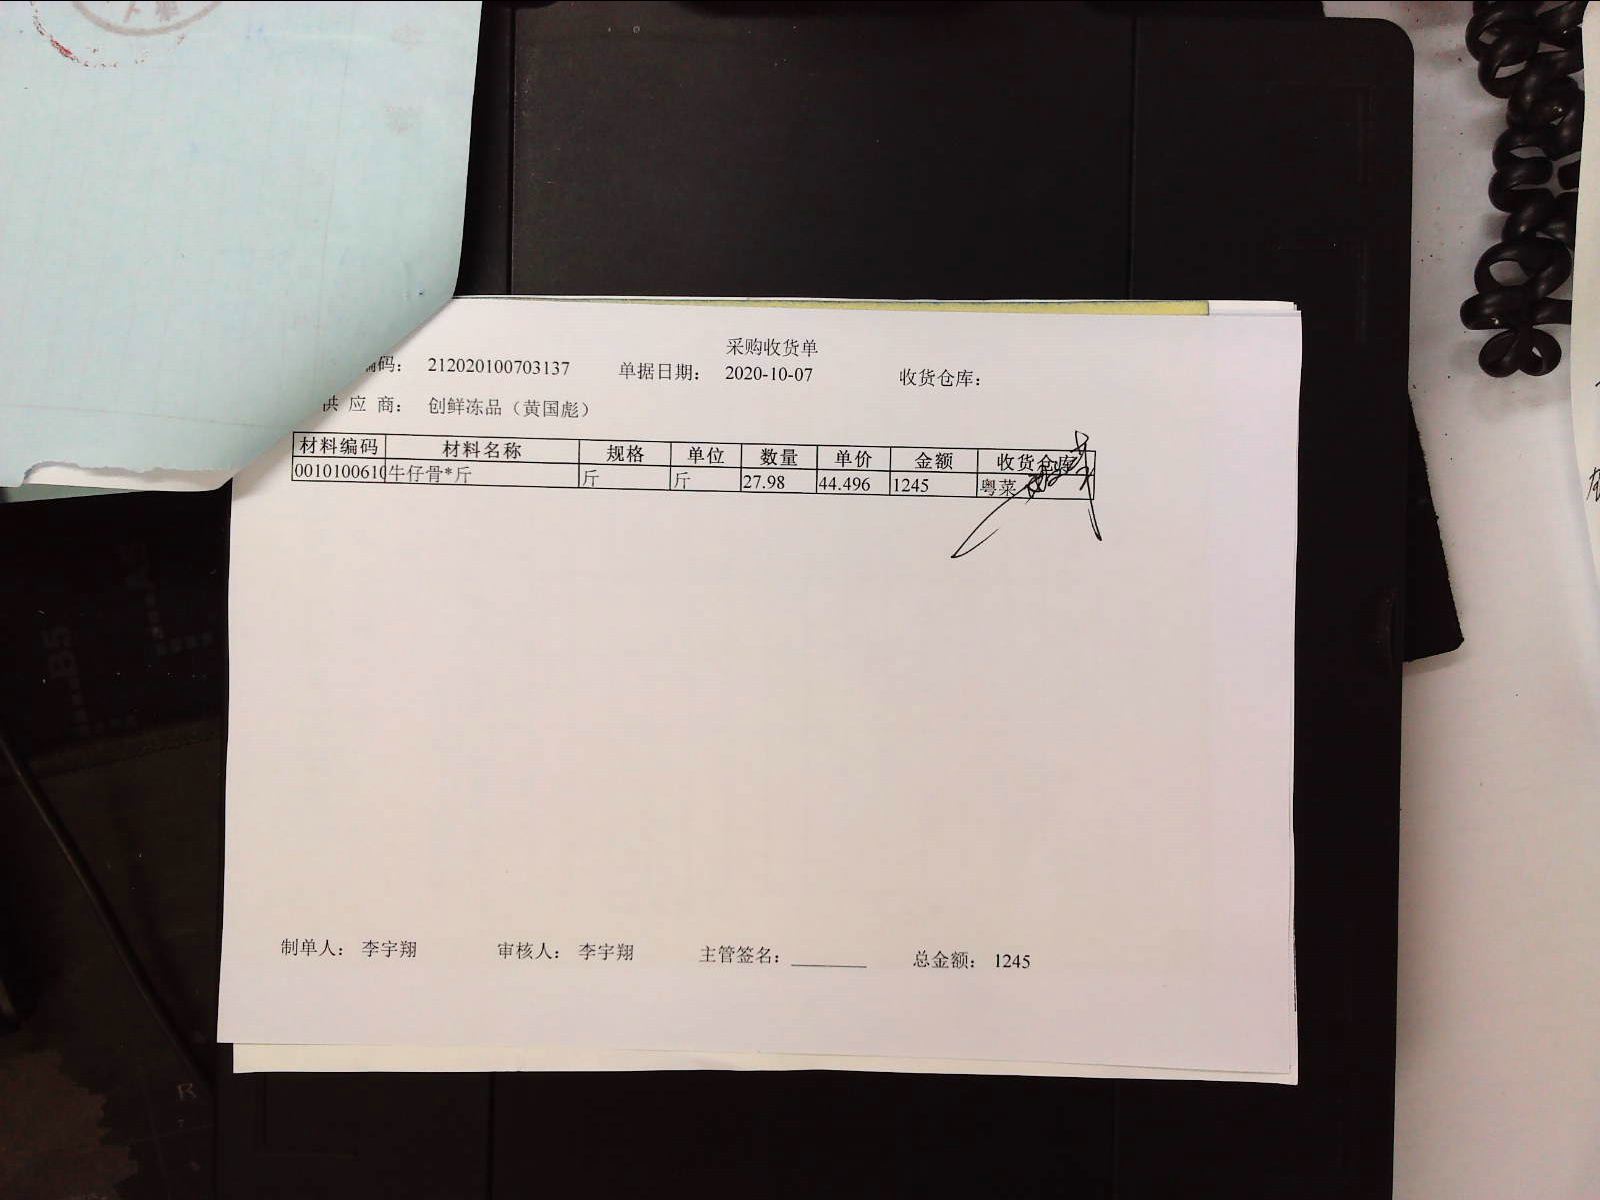 采购收货单
编码： 212020100703137 单据日期： 2020-10-07 收货仓库：
供 应 商： 创鲜冻品（黄国彪）
材料编码 材料名称 规格 单位 数量 单价 金额 收货仓库
0010100610 牛仔骨*斤 斤 斤 27.98 44.496 1245 粤菜
制单人： 李宇翔 审核人： 李宇翔 主管签名： 总金额： 1245